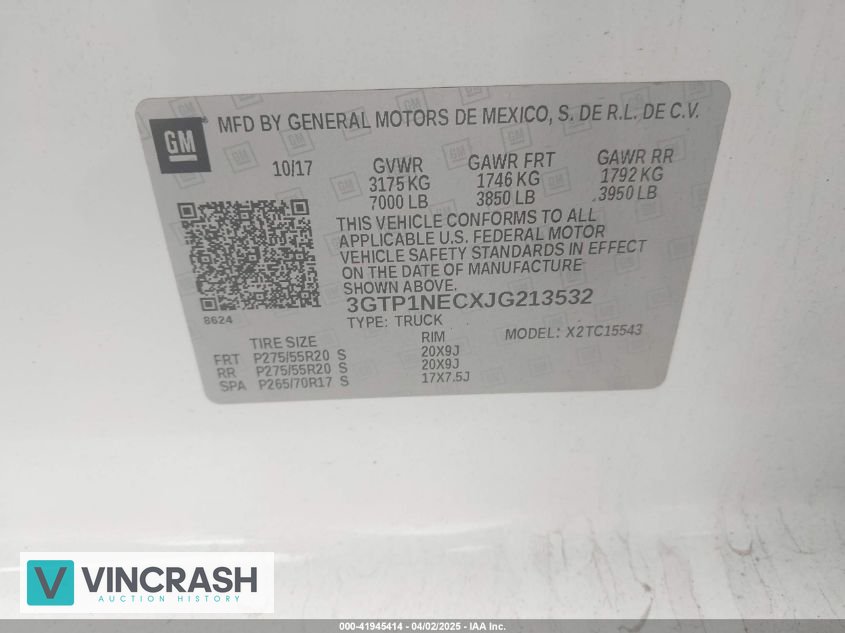 GM
MFD BY GENERAL MOTORS DE MEXICO, S. DE R.L. DE C.V.
10/17 GVWR GAWR FRT GAWR RR
3175 KG 1746 KG 1792 KG
7000 LB 3850 LB 3950 LB
THIS VEHICLE CONFORMS TO ALL
APPLICABLE U.S. FEDERAL MOTOR
VEHICLE SAFETY STANDARDS IN EFFECT
ON THE DATE OF MANUFACTURE
SHOWN ABOVE
3GTP1NECXJG213532
8624
TYPE: TRUCK MODEL: X2TC15543
TIRE SIZE RIM
FRT P275/55R20 S 20X9J
RR P275/55R20 S 20X9J
SPA P265/70R17 S 17X7.5J
V VINCRASH
AUCTION HISTORY
000-41945414 - 04/02/2025 - IAA Inc.